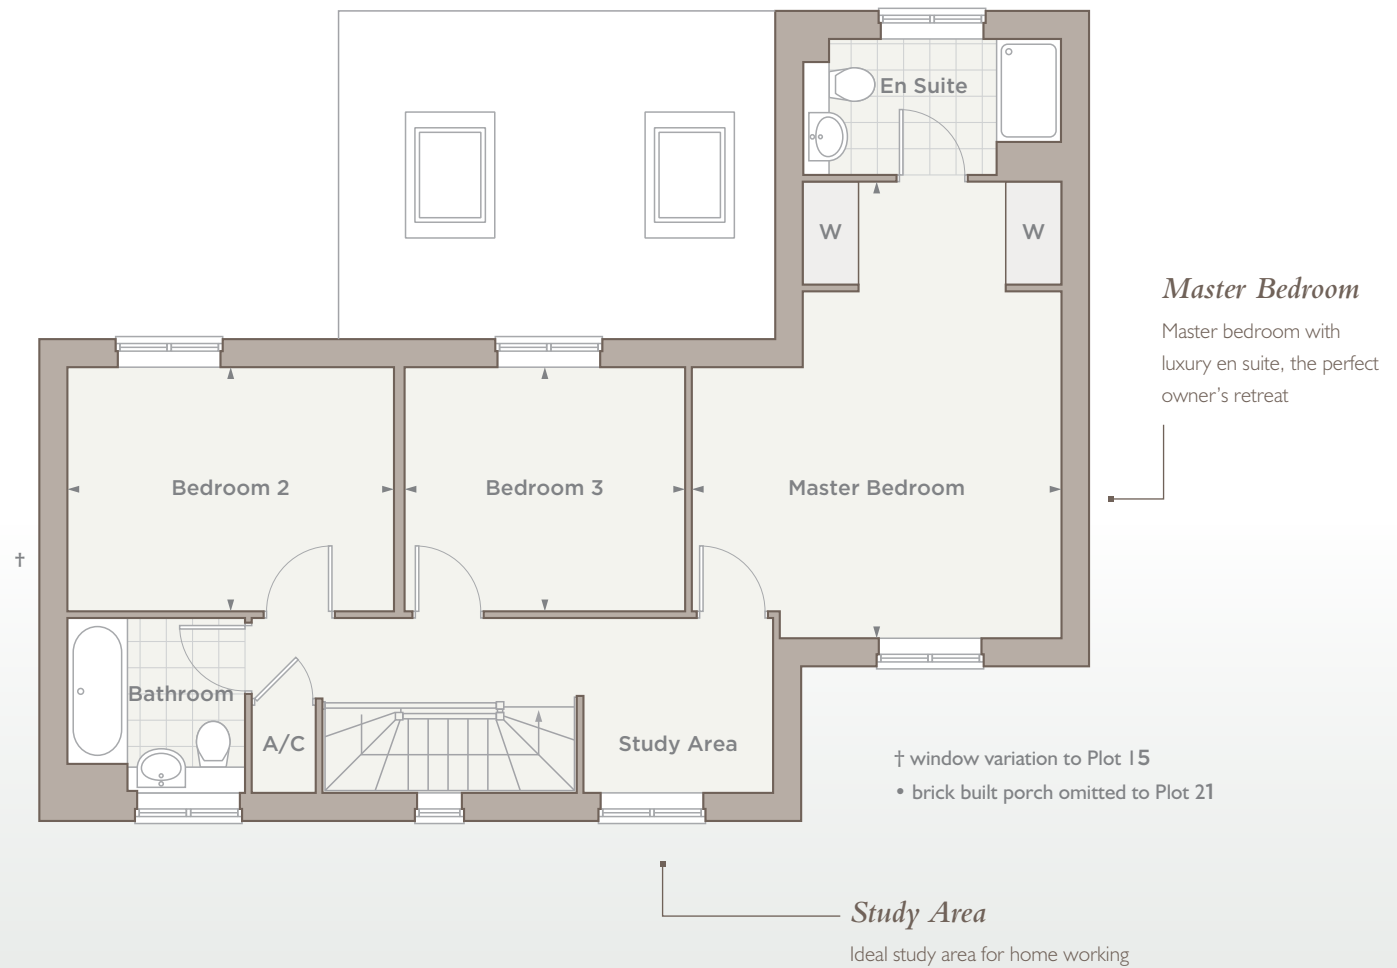 En Suite
W
W
Master Bedroom
Master bedroom with
luxury en suite, the perfect
owner’s retreat
Bedroom 2
Bedroom 3
Master Bedroom
†
Bathroom
A/C
Study Area
† window variation to Plot 15
• brick built porch omitted to Plot 21
Study Area
Ideal study area for home working